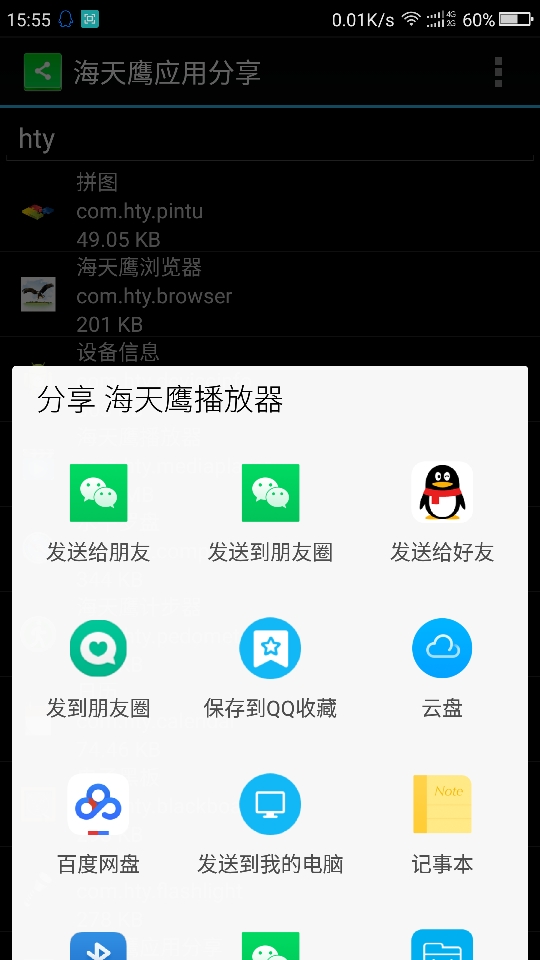 15:55
0.01K/s 4G 2G 60%
海天鹰应用分享
hty
拼图
com.hty.pintu
49.05 KB
海天鹰浏览器
com.hty.browser
201 KB
设备信息
分享 海天鹰播放器
发送给朋友 发送到朋友圈 发送给好友
发到朋友圈 保存到QQ收藏 云盘
Note
百度网盘 发送到我的电脑 记事本